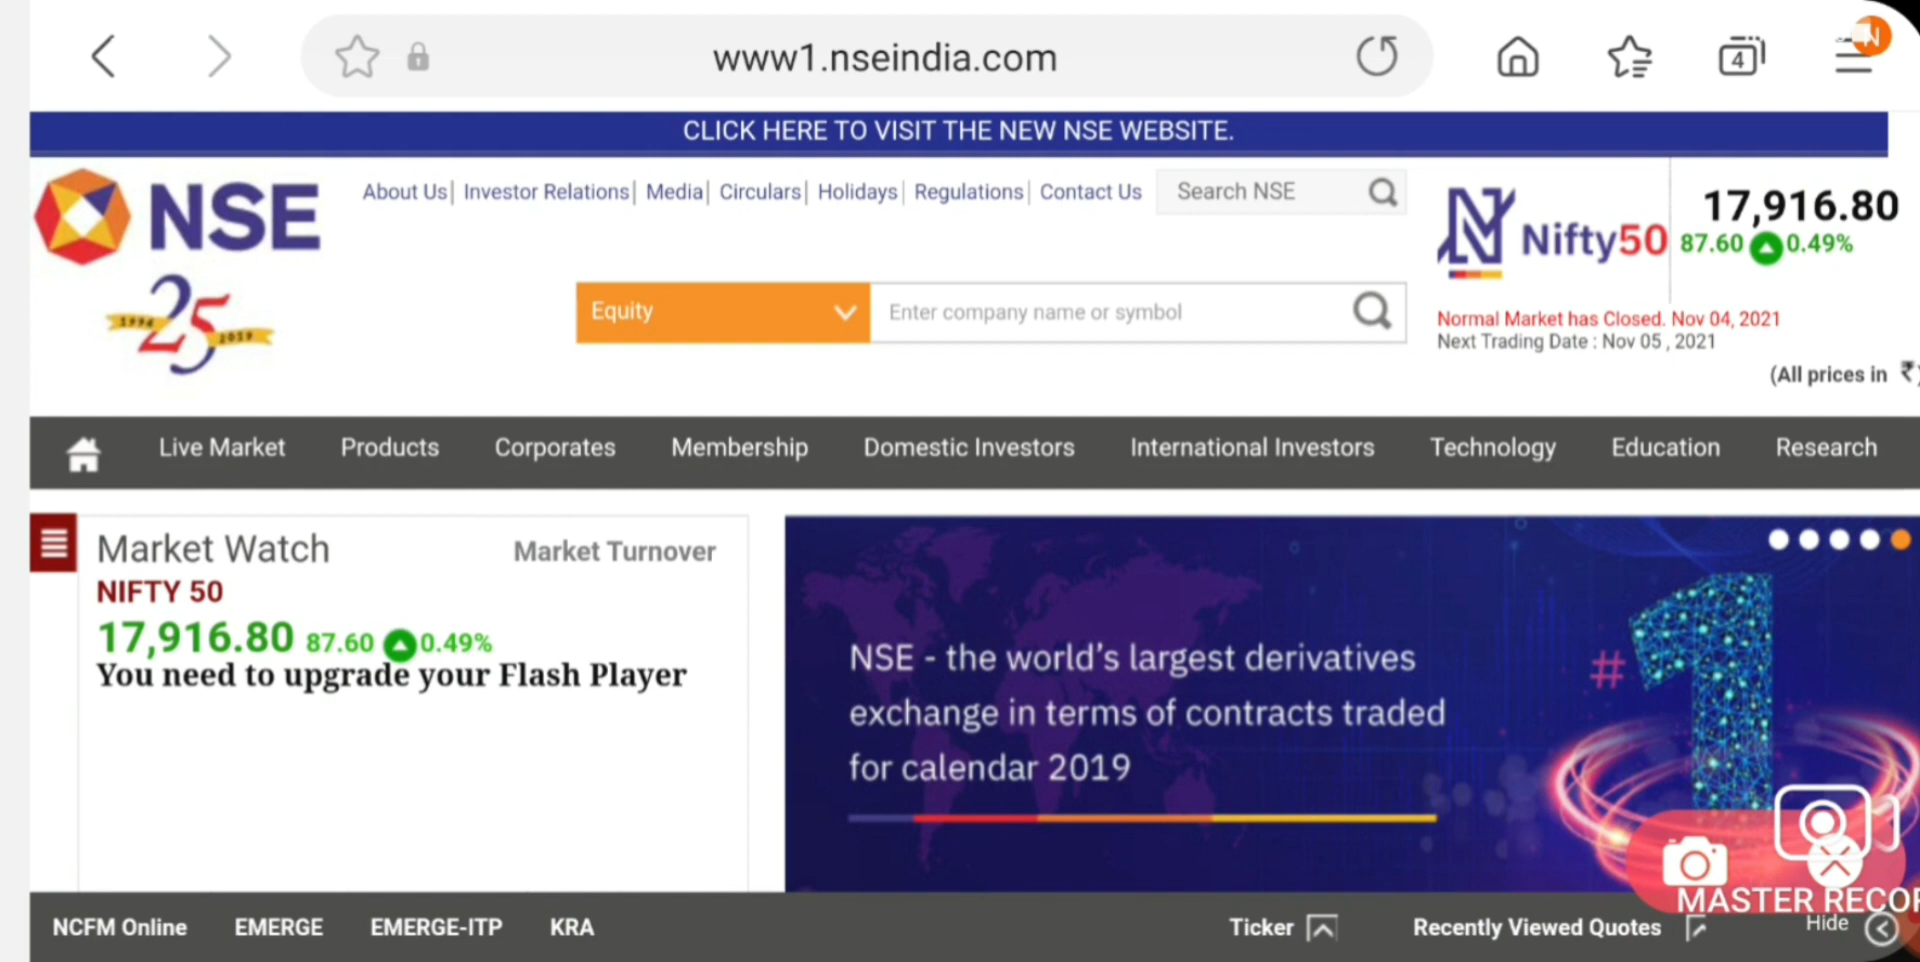 www1.nseindia.com
4
N
CLICK HERE TO VISIT THE NEW NSE WEBSITE.
NSE
About Us| Investor Relations| Media| Circulars| Holidays| Regulations| Contact Us
Search NSE
Nifty50
17,916.80
87.60 0.49%
1994 25 2019
Equity
Enter company name or symbol
Normal Market has Closed. Nov 04, 2021
Next Trading Date : Nov 05 , 2021
(All prices in ₹)
Live Market Products Corporates Membership Domestic Investors International Investors Technology Education Research
Market Watch Market Turnover
NIFTY 50
17,916.80 87.60 0.49%
You need to upgrade your Flash Player
NSE - the world's largest derivatives
exchange in terms of contracts traded
for calendar 2019
#1
MASTER RECOR
NCFM Online EMERGE EMERGE-ITP KRA Ticker Recently Viewed Quotes Hide